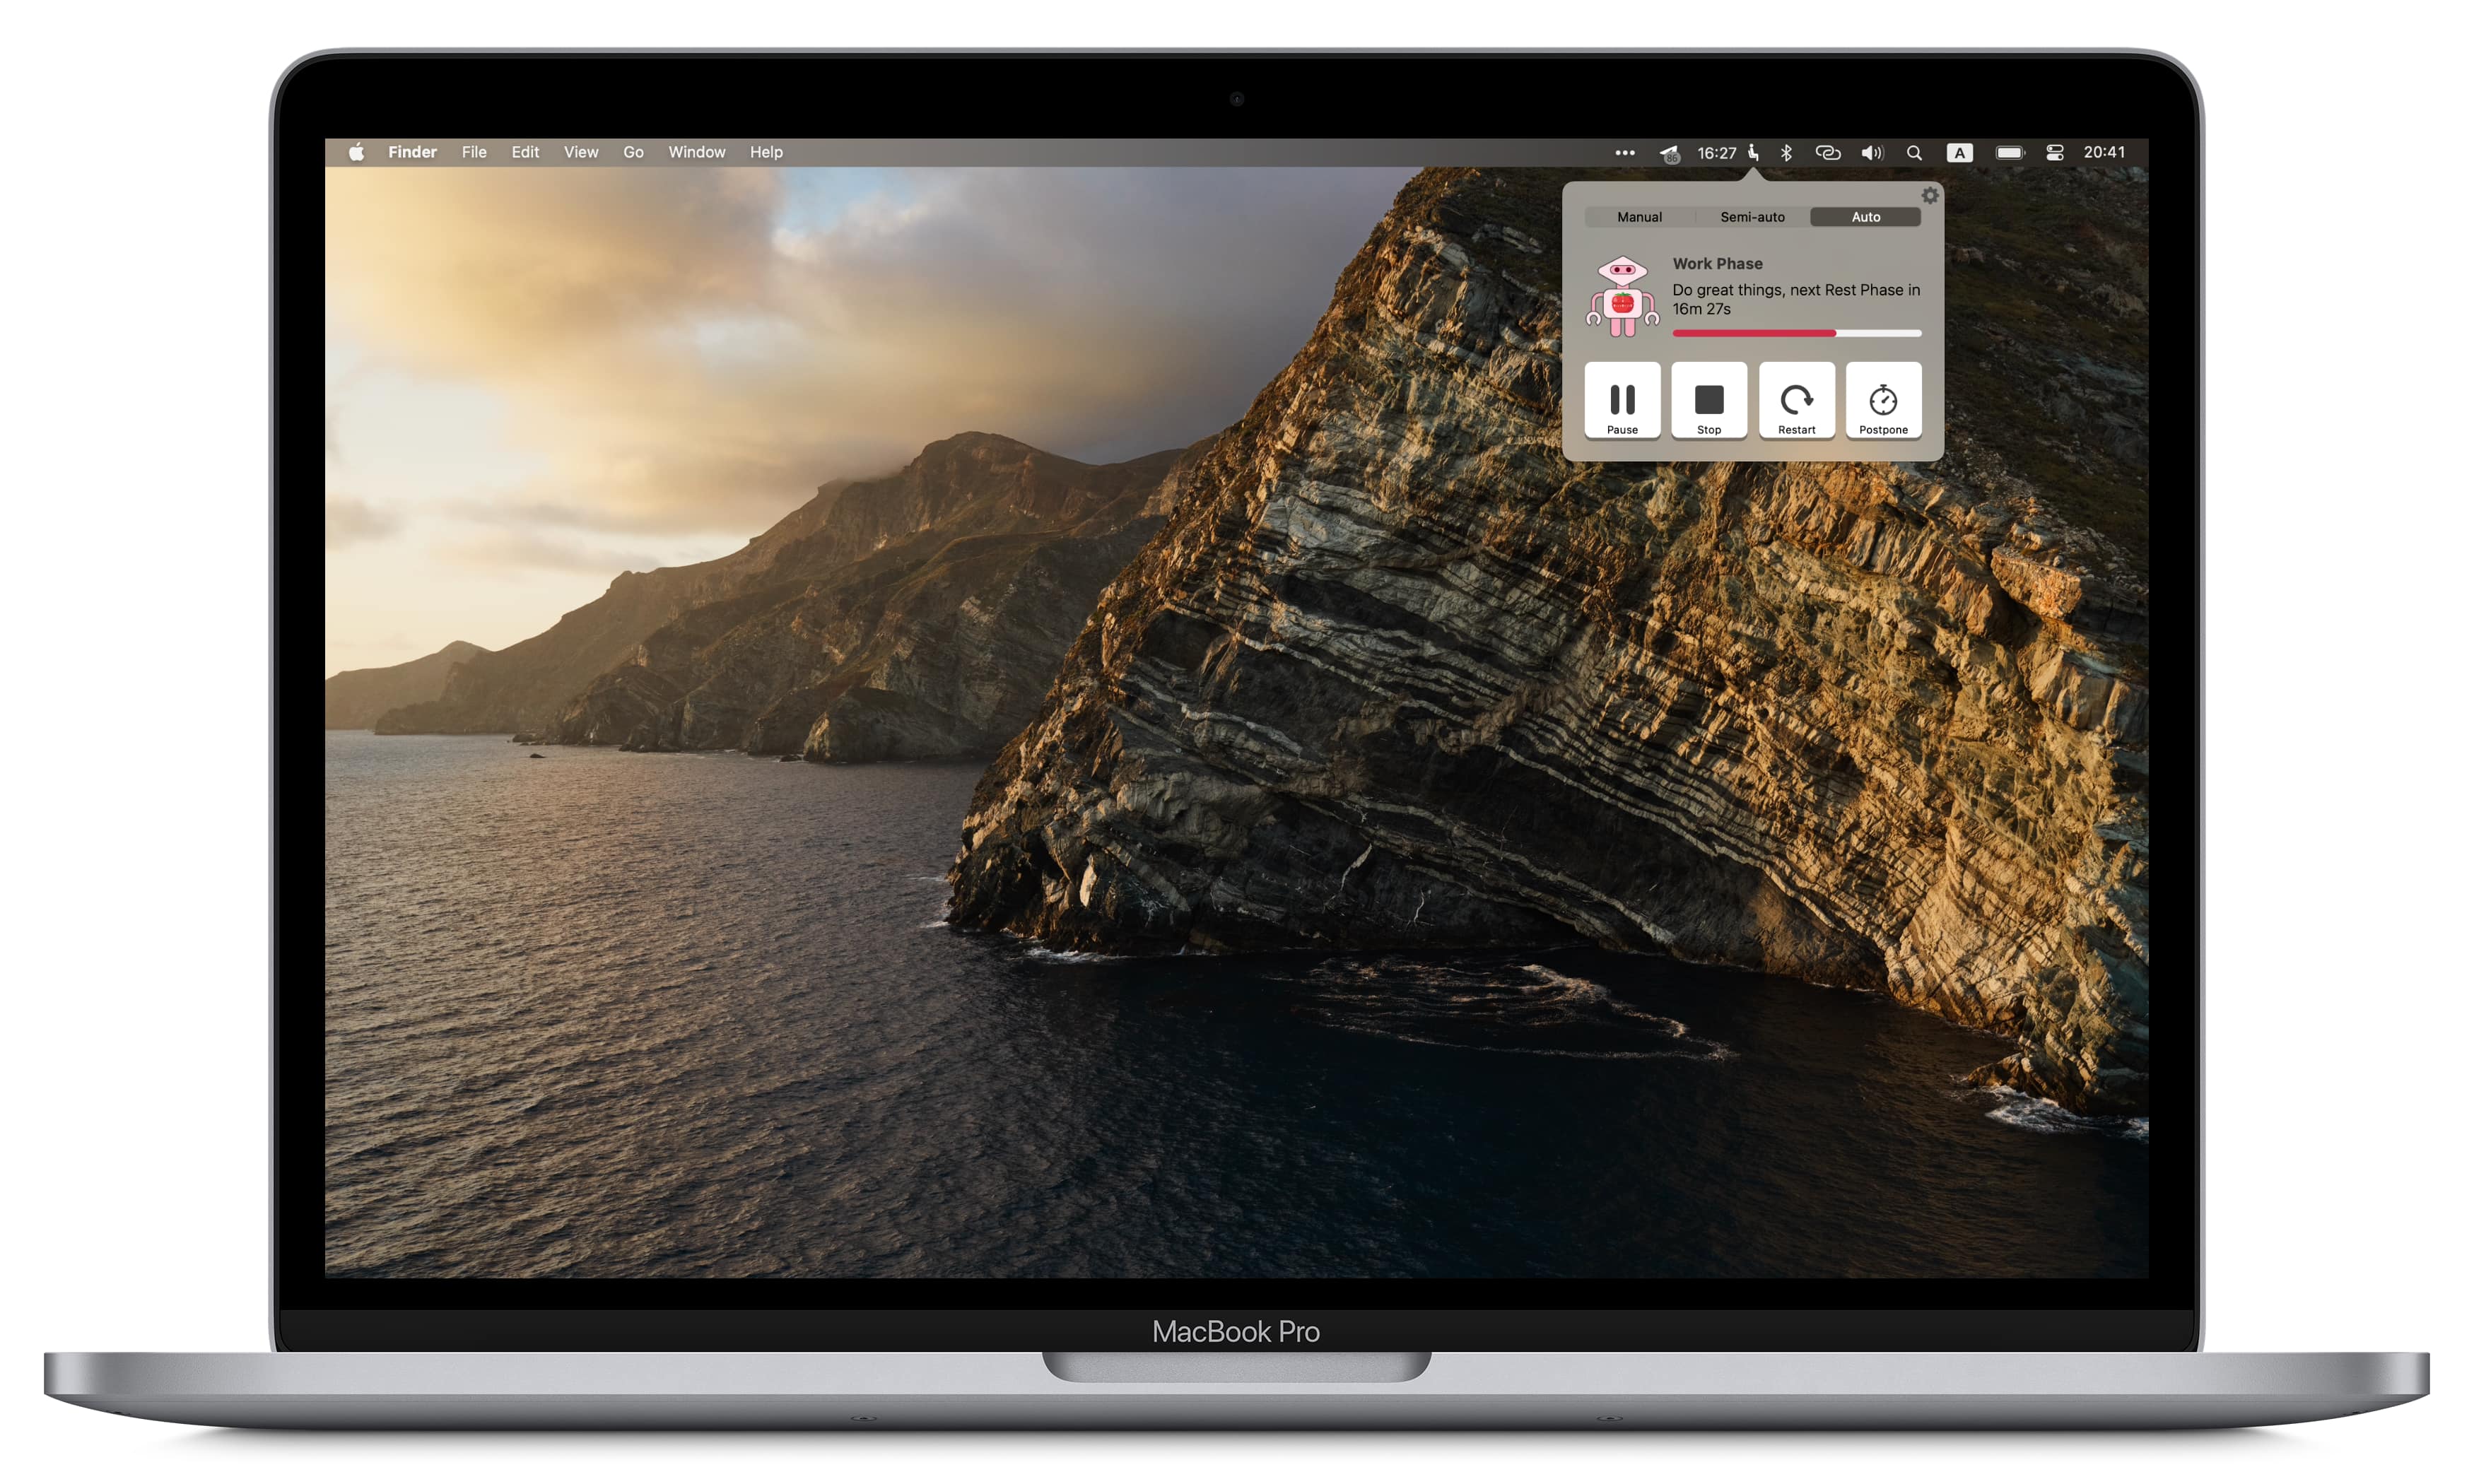 Finder File Edit View Go Window Help ••• 86 16:27 A 20:41
Manual Semi-auto Auto
Work Phase
Do great things, next Rest Phase in
16m 27s
Pause Stop Restart Postpone
MacBook Pro